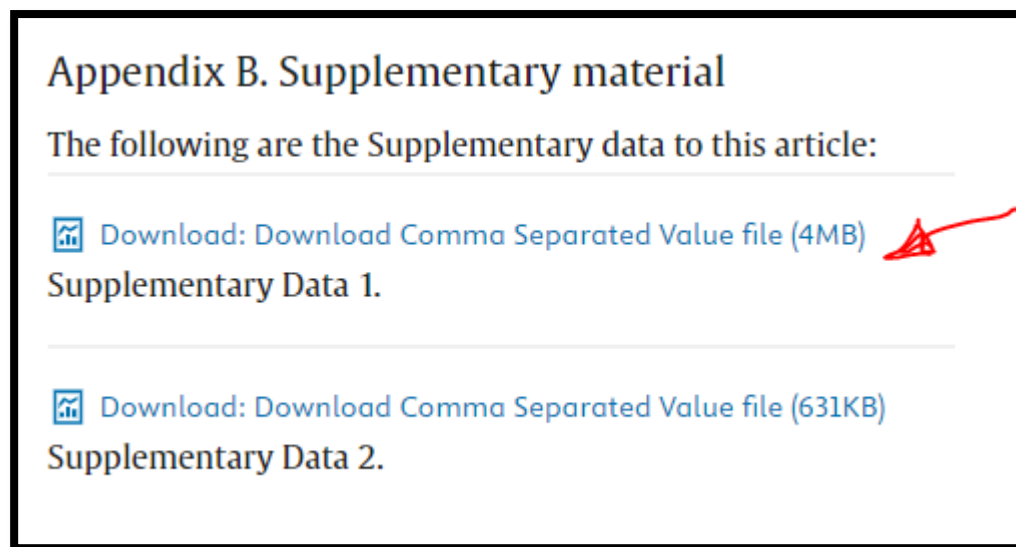 Appendix B. Supplementary material
The following are the Supplementary data to this article:
Download: Download Comma Separated Value file (4MB)
Supplementary Data 1.
Download: Download Comma Separated Value file (631KB)
Supplementary Data 2.